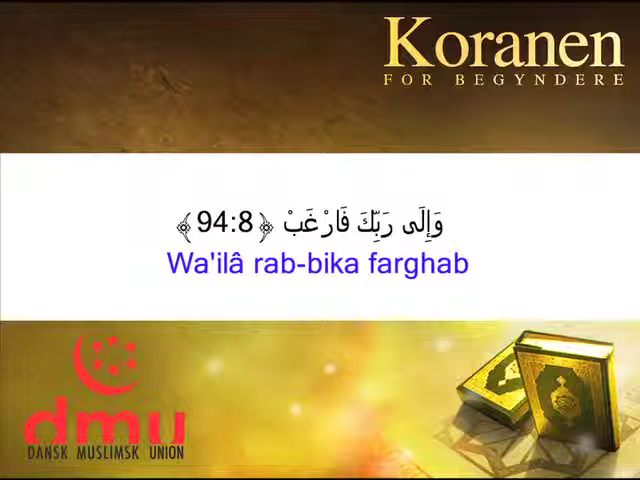 Koranen
FOR BEGYNDERE
وَإِلَى رَبِّكَ فَارْغَبْ ﴿94:8﴾
Wa'ilâ rab-bika farghab
dmu
DANSK MUSLIMSK UNION